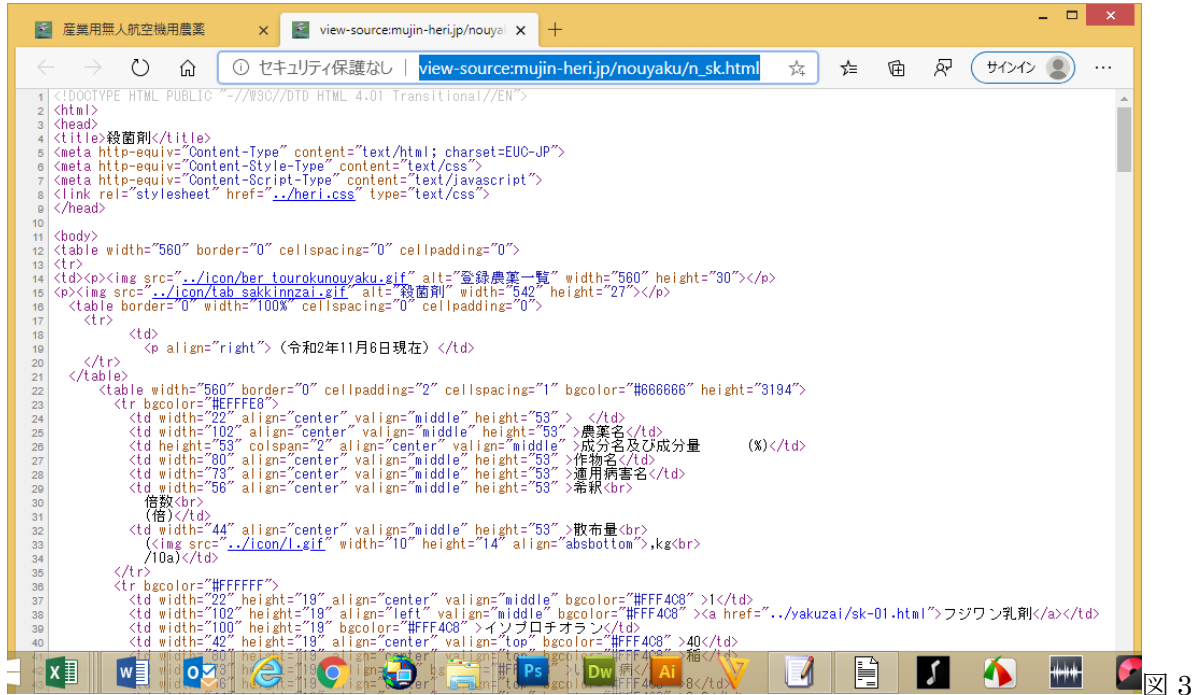 産業用無人航空機用農薬
view-source:mujin-heri.jp/nouya
セキュリティ保護なし | view-source:mujin-heri.jp/nouyaku/n_sk.html
サインイン
1 <!DOCTYPE HTML PUBLIC "-//W3C//DTD HTML 4.01 Transitional//EN">
2 <html>
3 <head>
4 <title>殺菌剤</title>
5 <meta http-equiv="Content-Type" content="text/html; charset=EUC-JP">
6 <meta http-equiv="Content-Style-Type" content="text/css">
7 <meta http-equiv="Content-Script-Type" content="text/javascript">
8 <link rel="stylesheet" href="../heri.css" type="text/css">
9 </head>
10
11 <body>
12 <table width="560" border="0" cellspacing="0" cellpadding="0">
13 <tr>
14 <td><p><img src="../icon/ber_tourokunouyaku.gif" alt="登録農薬一覧" width="560" height="30"></p>
15 <p><img src="../icon/tab_sakkinnzai.gif" alt="殺菌剤" width="542" height="27"></p>
16 <table border="0" width="100%" cellspacing="0" cellpadding="0">
17 <tr>
18 <td>
19 <p align="right">（令和2年11月6日現在）</td>
20 </tr>
21 </table>
22 <table width="560" border="0" cellpadding="2" cellspacing="1" bgcolor="#666666" height="3194">
23 <tr bgcolor="#EFFFE8">
24 <td width="22" align="center" valign="middle" height="53" > </td>
25 <td width="102" align="center" valign="middle" height="53" >農薬名</td>
26 <td height="53" colspan="2" align="center" valign="middle" >成分名及び成分量 (%)</td>
27 <td width="80" align="center" valign="middle" height="53" >作物名</td>
28 <td width="73" align="center" valign="middle" height="53" >適用病害名</td>
29 <td width="56" align="center" valign="middle" height="53" >希釈<br>
30 倍数<br>
31 (倍)</td>
32 <td width="44" align="center" valign="middle" height="53" >散布量<br>
33 (<img src="../icon/l.gif" width="10" height="14" align="absbottom">,kg<br>
34 /10a)</td>
35 </tr>
36 <tr bgcolor="#FFFFFF">
37 <td width="22" height="19" align="center" valign="middle" bgcolor="#FFF4C8" >1</td>
38 <td width="102" height="19" align="left" valign="middle" bgcolor="#FFF4C8" ><a href="../yakuzai/sk-01.html">フジワン乳剤</a></td>
39 <td width="100" height="19" bgcolor="#FFF4C8" >イソプロチオラン</td>
40 <td width="42" height="19" align="center" valign="top" bgcolor="#FFF4C8" >40</td>
図 3